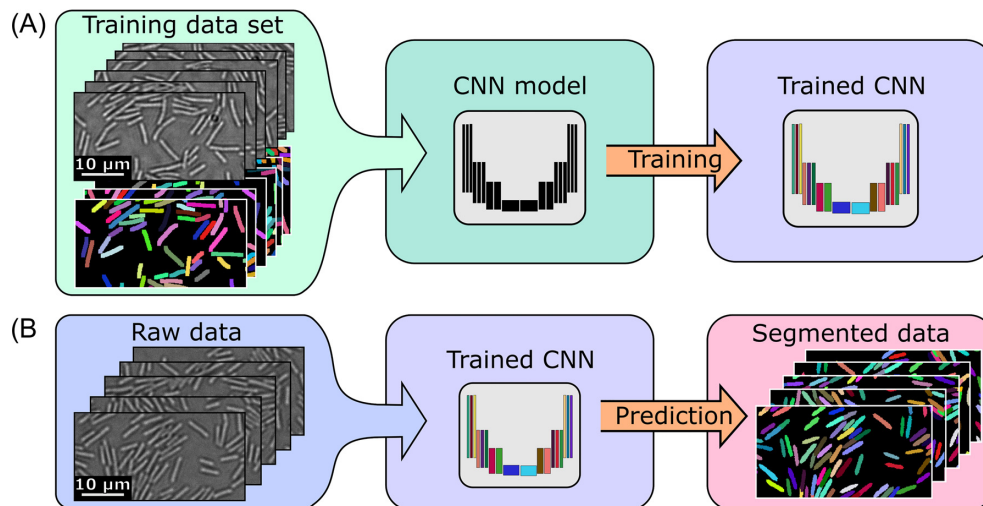 (A)
Training data set
10 µm
CNN model
Training
Trained CNN
(B
Raw data
10 µm
Trained CNN
Prediction
Segmented data